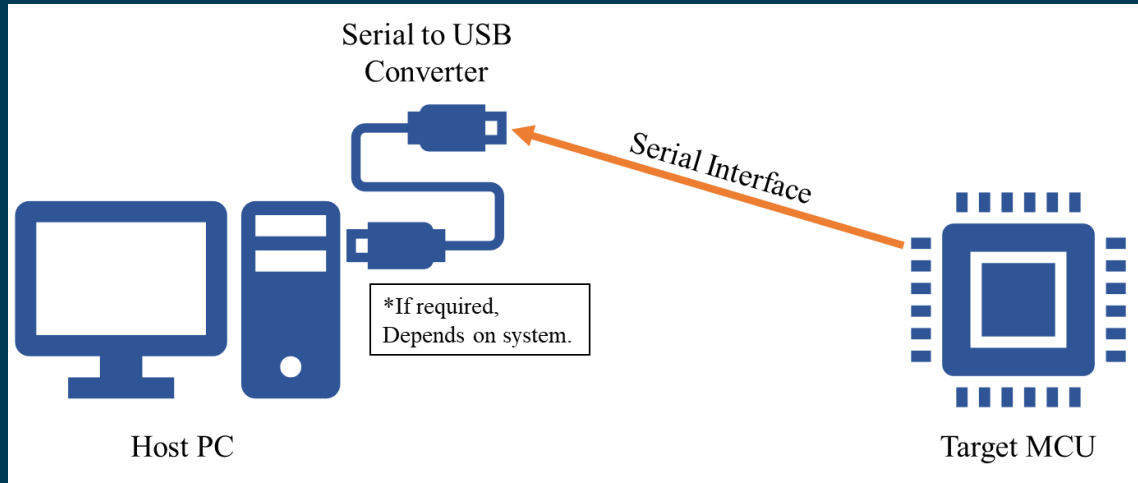 Serial to USB
Converter
Serial Interface
*If required,
Depends on system.
Host PC
Target MCU